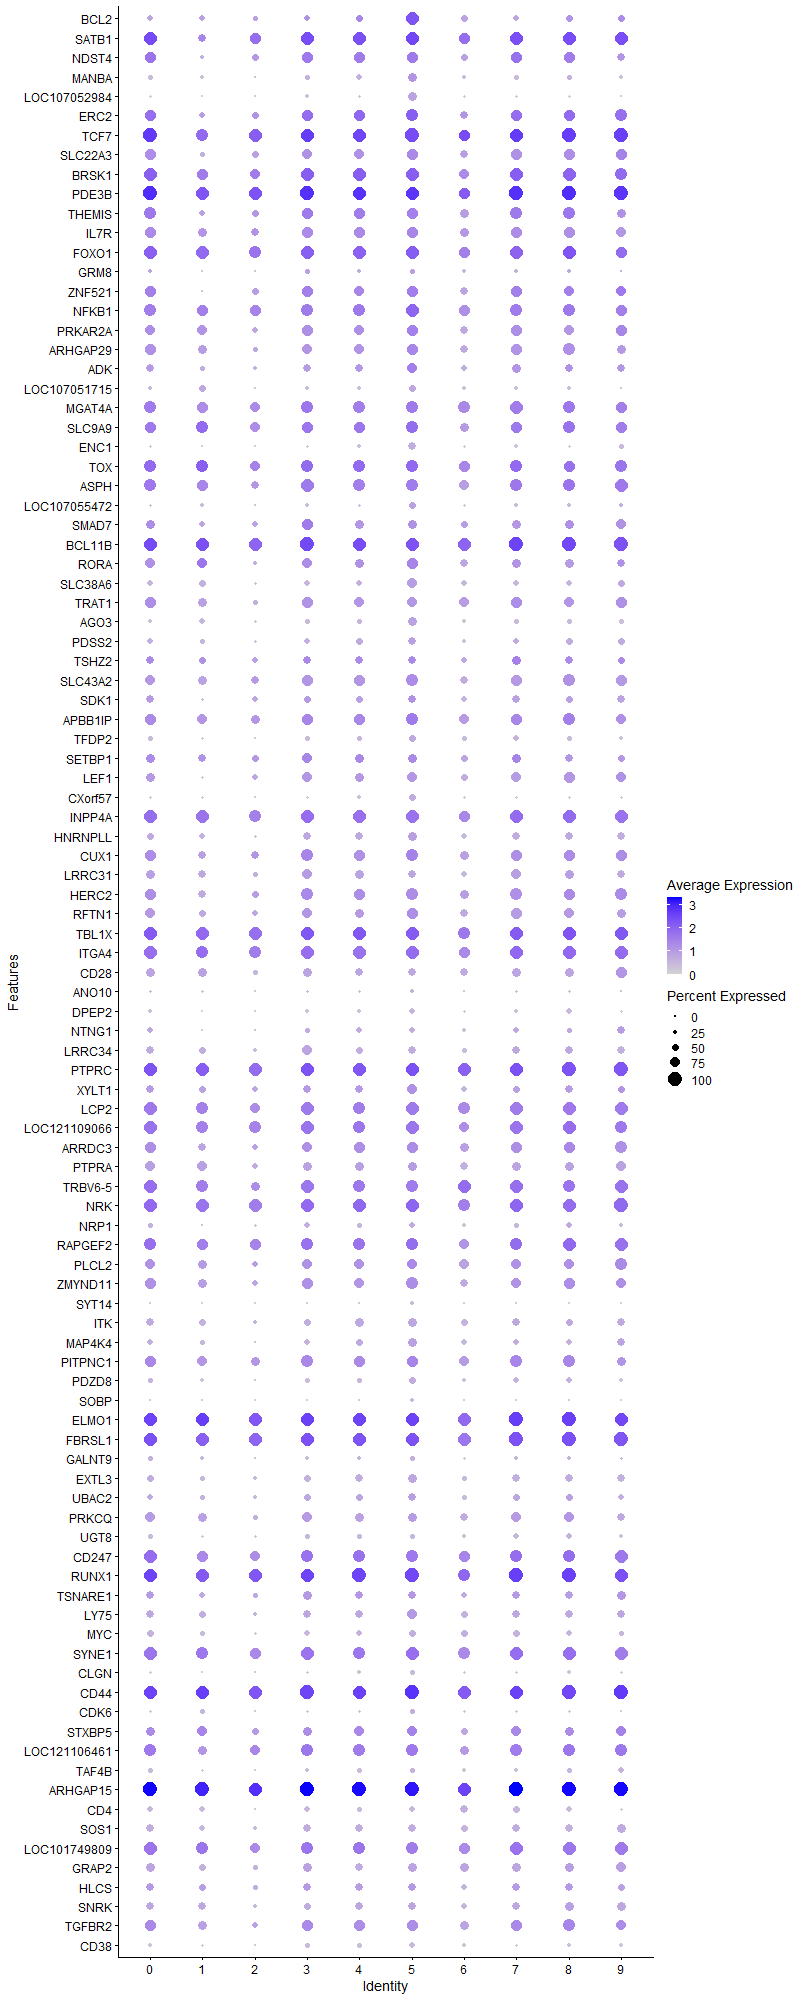 BCL2
SATB1
NDST4
MANBA
LOC107052984
ERC2
TCF7
SLC22A3
BRSK1
PDE3B
THEMIS
IL7R
FOXO1
GRM8
ZNF521
NFKB1
PRKAR2A
ARHGAP29
ADK
LOC107051715
MGAT4A
SLC9A9
ENC1
TOX
ASPH
LOC107055472
SMAD7
BCL11B
RORA
SLC38A6
TRAT1
AGO3
PDSS2
TSHZ2
SLC43A2
SDK1
APBB1IP
TFDP2
SETBP1
LEF1
CXorf57
INPP4A
HNRNPLL
CUX1
LRRC31
HERC2
RFTN1
TBL1X
ITGA4
CD28
ANO10
DPEP2
NTNG1
LRRC34
PTPRC
XYLT1
LCP2
LOC121109066
ARRDC3
PTPRA
TRBV6-5
NRK
NRP1
RAPGEF2
PLCL2
ZMYND11
SYT14
ITK
MAP4K4
PITPNC1
PDZD8
SOBP
ELMO1
FBRSL1
GALNT9
EXTL3
UBAC2
PRKCQ
UGT8
CD247
RUNX1
TSNARE1
LY75
MYC
SYNE1
CLGN
CD44
CDK6
STXBP5
LOC121106461
TAF4B
ARHGAP15
CD4
SOS1
LOC101749809
GRAP2
HLCS
SNRK
TGFBR2
CD38
Features
0 1 2 3 4 5 6 7 8 9
Identity
Average Expression
3
2
1
0
Percent Expressed
0
25
50
75
100